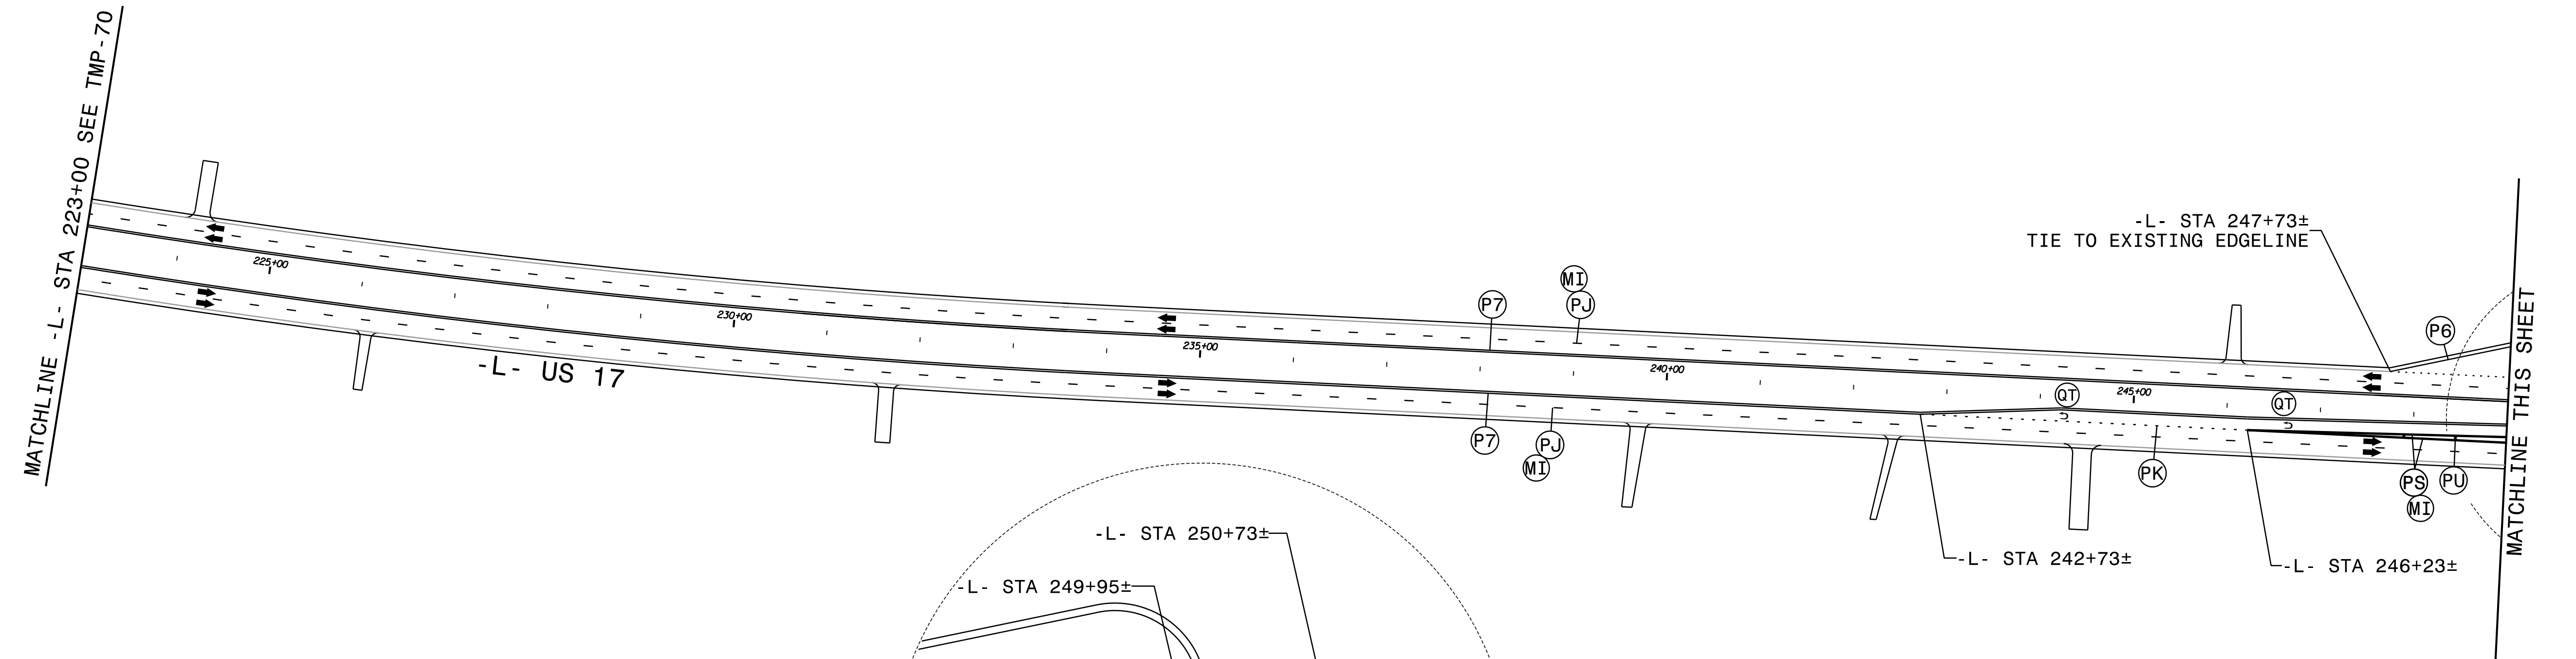 MATCHLINE -L- STA 223+00 SEE TMP-70
225+00
230+00
-L- US 17
235+00
P7
MI
PJ
240+00
P7
PJ
MI
-L- STA 247+73±
TIE TO EXISTING EDGELINE
P6
QT
245+00
QT
PK
PS
MI
PU
-L- STA 242+73±
-L- STA 246+23±
MATCHLINE THIS SHEET
-L- STA 250+73±
-L- STA 249+95±